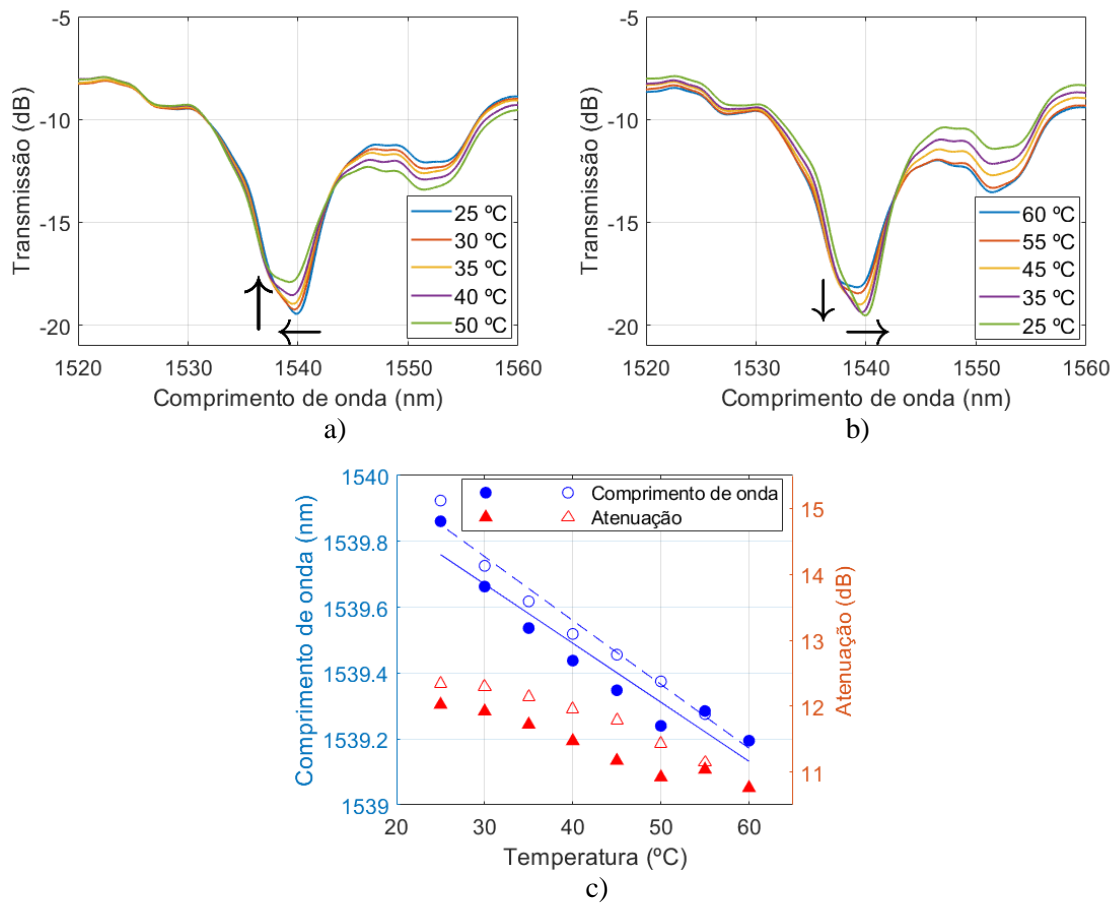 -5
-10
-15
-20
Transmissão (dB)
1520
1530
1540
1550
1560
Comprimento de onda (nm)
25 ºC
30 ºC
35 ºC
40 ºC
50 ºC
a)
-5
-10
-15
-20
Transmissão (dB)
1520
1530
1540
1550
1560
Comprimento de onda (nm)
60 ºC
55 ºC
45 ºC
35 ºC
25 ºC
b)
1540
1539.8
1539.6
1539.4
1539.2
1539
Comprimento de onda (nm)
Comprimento de onda
Atenuação
15
14
13
12
11
Atenuação (dB)
20
30
40
50
60
Temperatura (ºC)
c)